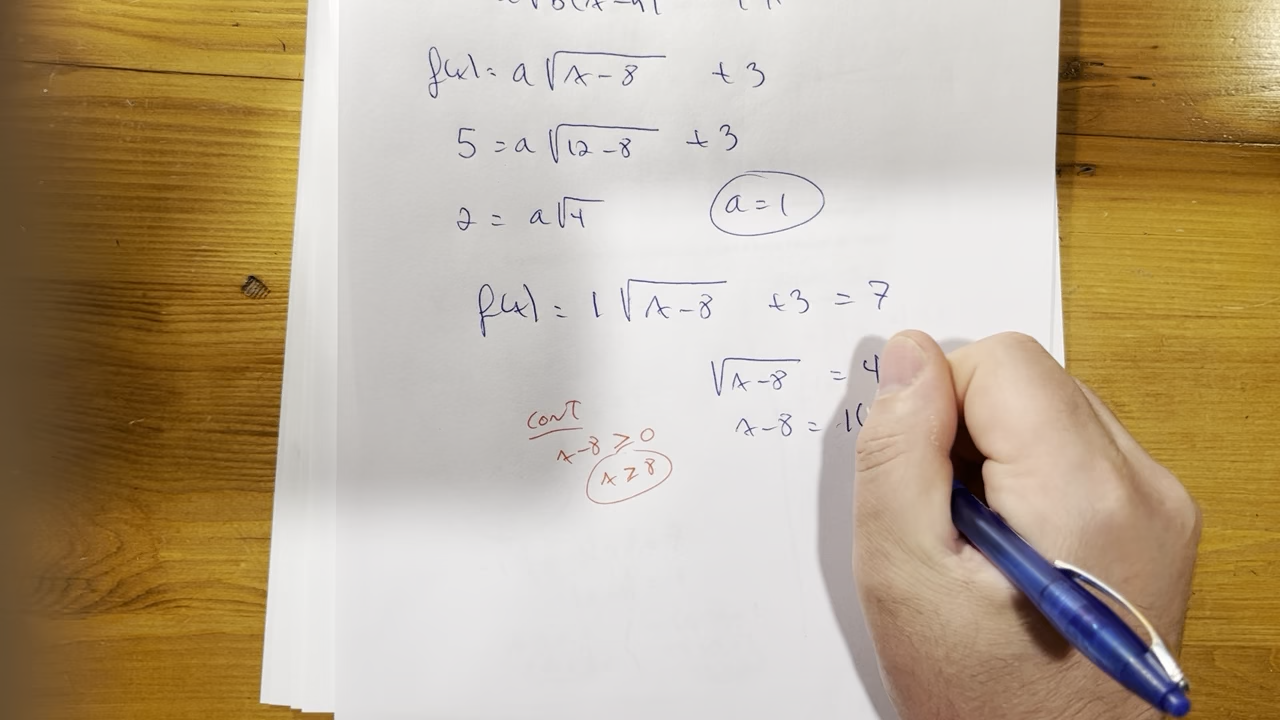 f(x) = a √x-8 + 3
5 = a √12-8 + 3
2 = a√4
a = 1
f(x) = 1 √x-8 + 3 = 7
√x-8 = 4
x-8 =
CONT
x-8 ≥ 0
x ≥ 8